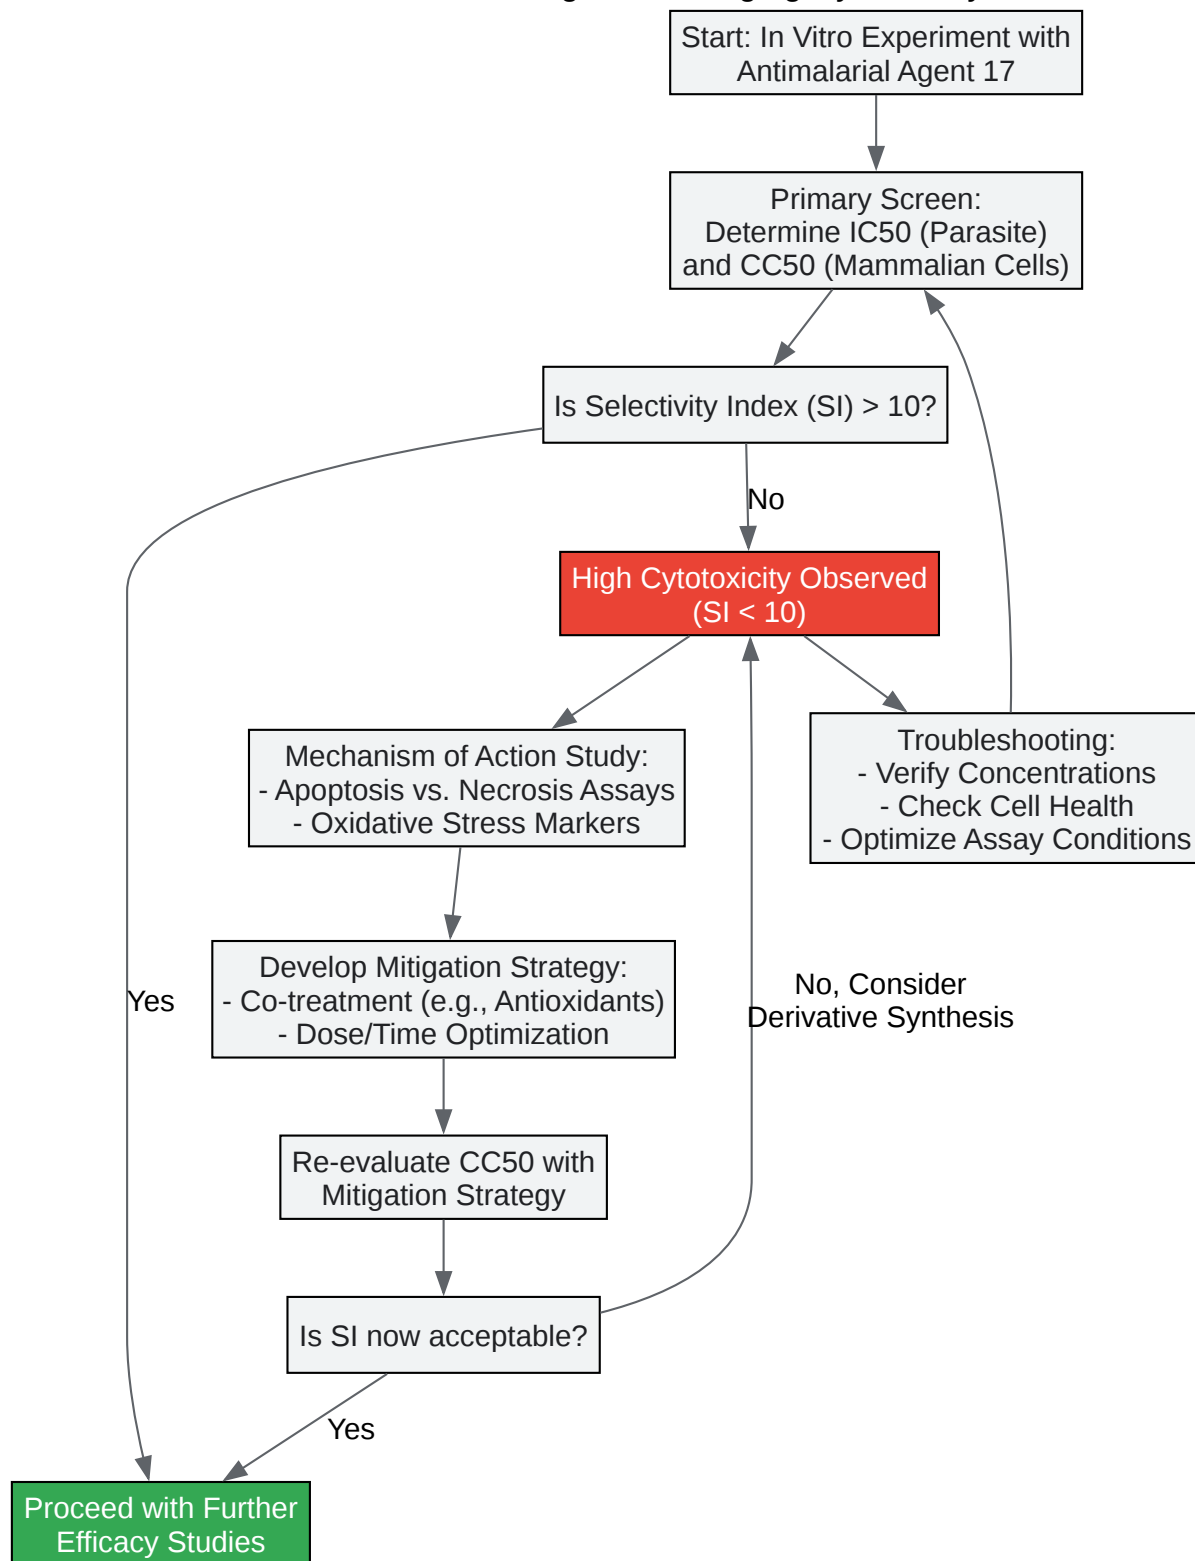 Start: In Vitro Experiment with
Antimalarial Agent 17
Primary Screen:
Determine IC50 (Parasite)
and CC50 (Mammalian Cells)
Is Selectivity Index (SI) > 10?
No
High Cytotoxicity Observed
(SI < 10)
Mechanism of Action Study:
- Apoptosis vs. Necrosis Assays
- Oxidative Stress Markers
Troubleshooting:
- Verify Concentrations
- Check Cell Health
- Optimize Assay Conditions
Develop Mitigation Strategy:
- Co-treatment (e.g., Antioxidants)
- Dose/Time Optimization
Yes
No, Consider
Derivative Synthesis
Re-evaluate CC50 with
Mitigation Strategy
Is SI now acceptable?
Yes
Proceed with Further
Efficacy Studies